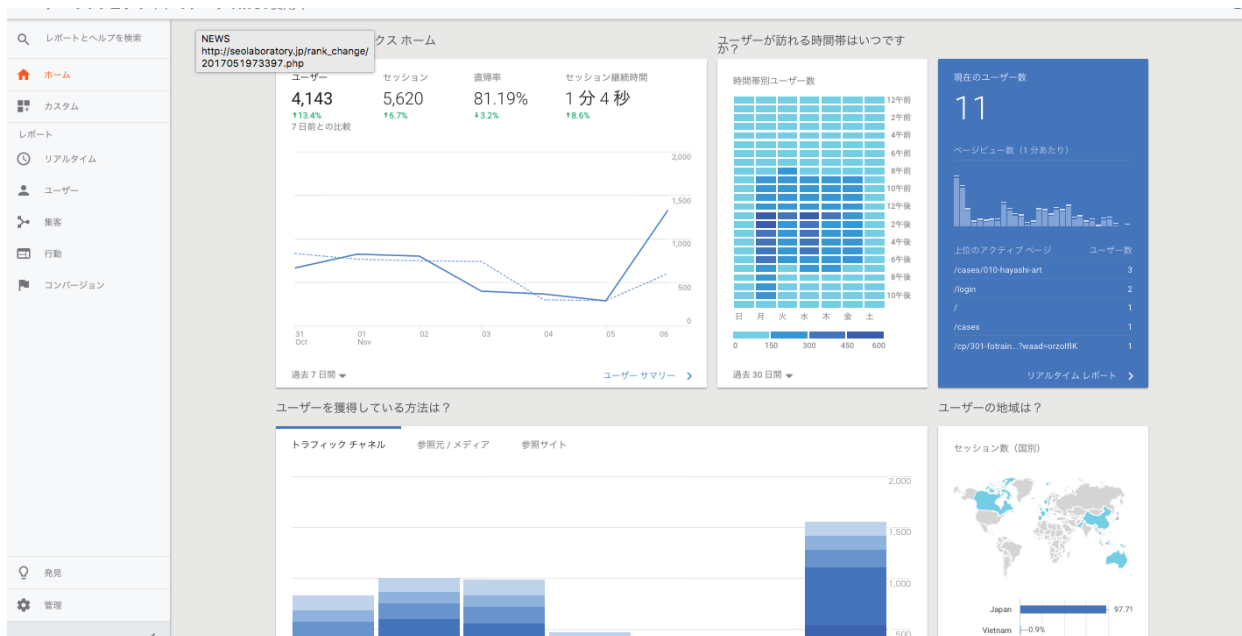 レポートとヘルプを検索
ホーム
カスタム
レポート
リアルタイム
ユーザー
集客
行動
コンバージョン
発見
管理
NEWS
http://seolaboratory.jp/rank_change/
2017051973397.php
クス ホーム
ユーザー
セッション
直帰率
セッション継続時間
4,143
5,620
81.19%
1 分 4 秒
↑13.4%
↑6.7%
↓3.2%
↑8.6%
7 日前との比較
2,000
1,500
1,000
500
0
31
Oct
01
Nov
02
03
04
05
06
過去 7 日間
ユーザー サマリー
ユーザーが訪れる時間帯はいつです
か？
時間帯別ユーザー数
12午前
2午前
4午前
6午前
8午前
10午前
12午後
2午後
4午後
6午後
8午後
10午後
日 月 火 水 木 金 土
0 150 300 450 600
過去 30 日間
現在のユーザー数
11
ページビュー数（1 分あたり）
上位のアクティブ ページ ユーザー数
/cases/010-hayashi-art 3
/login 2
/ 1
/cases 1
/cp/301-fotrain...?waad=orzolflK 1
リアルタイム レポート
ユーザーを獲得している方法は？
トラフィック チャネル
参照元 / メディア
参照サイト
2,000
1,500
1,000
500
ユーザーの地域は？
セッション数（国別）
Japan
Vietnam 0.9%